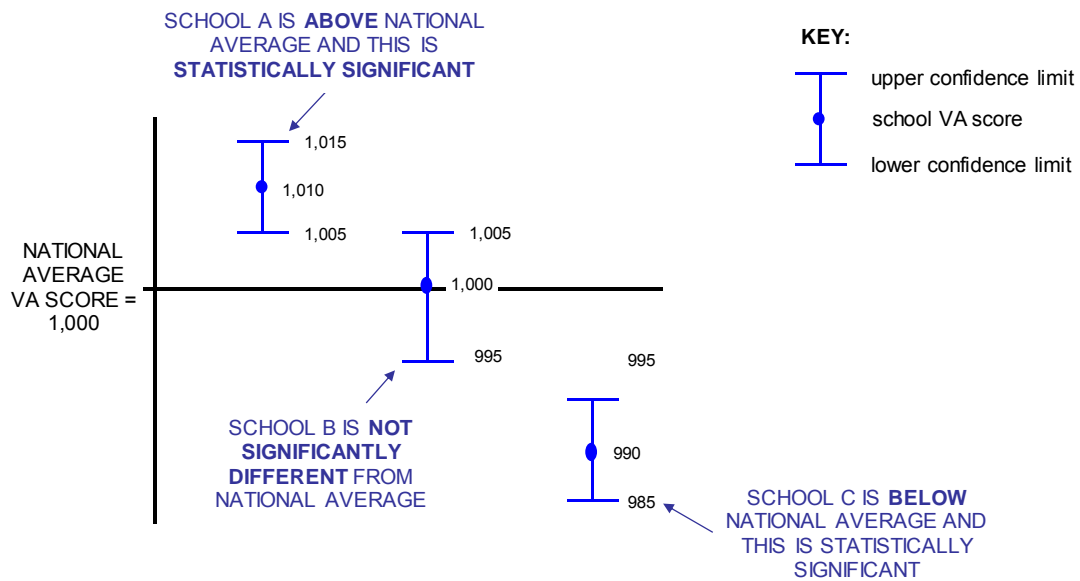 SCHOOL A IS ABOVE NATIONAL
AVERAGE AND THIS IS
STATISTICALLY SIGNIFICANT
KEY:
upper confidence limit
school VA score
lower confidence limit
1,015
1,010
1,005
1,005
NATIONAL
AVERAGE
VA SCORE =
1,000
1,000
995
995
SCHOOL B IS NOT
SIGNIFICANTLY
DIFFERENT FROM
NATIONAL AVERAGE
990
985
SCHOOL C IS BELOW
NATIONAL AVERAGE AND
THIS IS STATISTICALLY
SIGNIFICANT